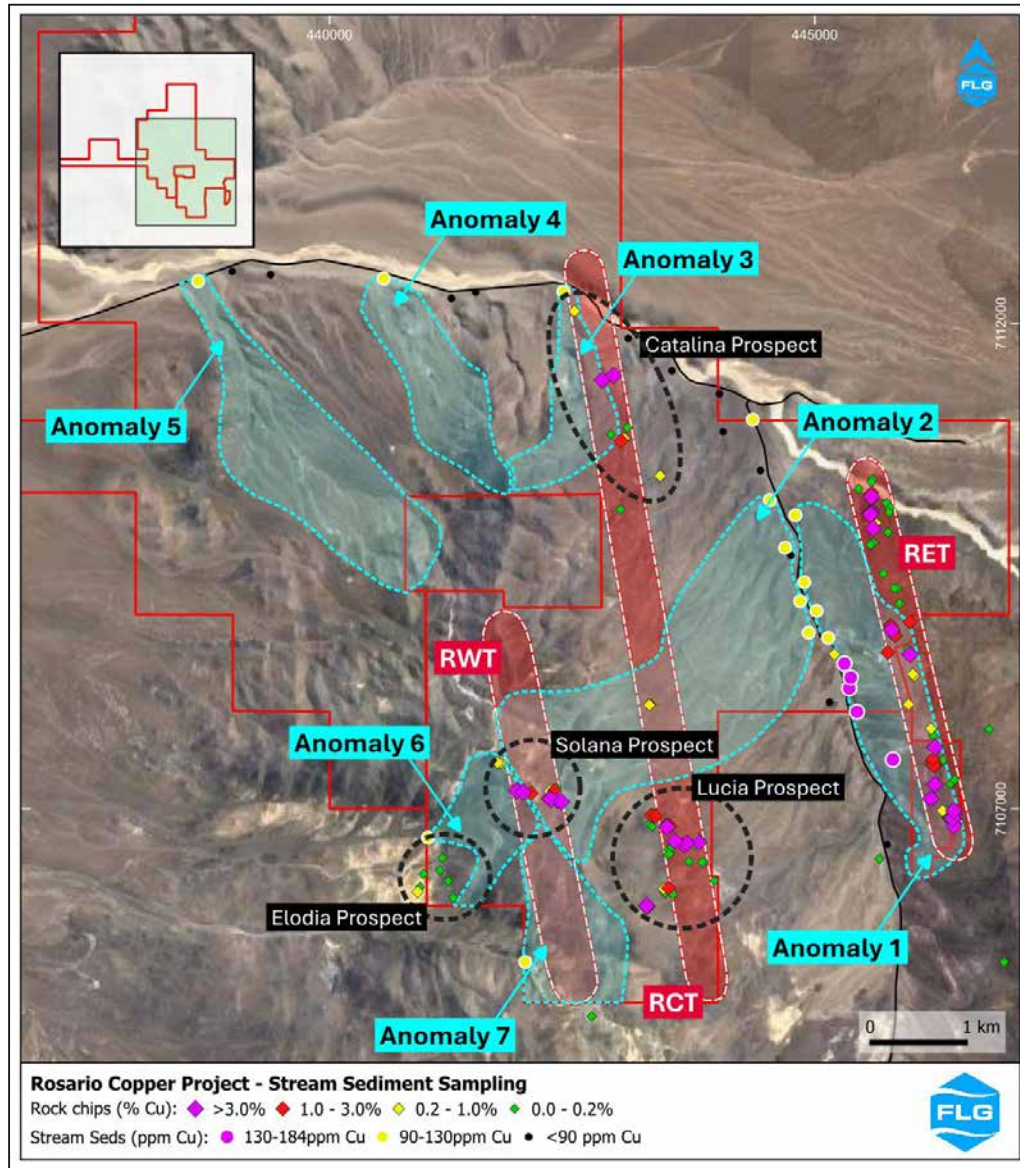 440000
445000
FLG
Anomaly 4
Anomaly 3
7112000
Catalina Prospect
Anomaly 5
Anomaly 2
RET
RWT
Anomaly 6
Solana Prospect
Lucia Prospect
7107000
Elodia Prospect
Anomaly 1
RCT
Anomaly 7
0 1 km
Rosario Copper Project - Stream Sediment Sampling
Rock chips (% Cu): >3.0% 1.0 - 3.0% 0.2 - 1.0% 0.0 - 0.2%
Stream Seds (ppm Cu): 130-184ppm Cu 90-130ppm Cu <90 ppm Cu
FLG